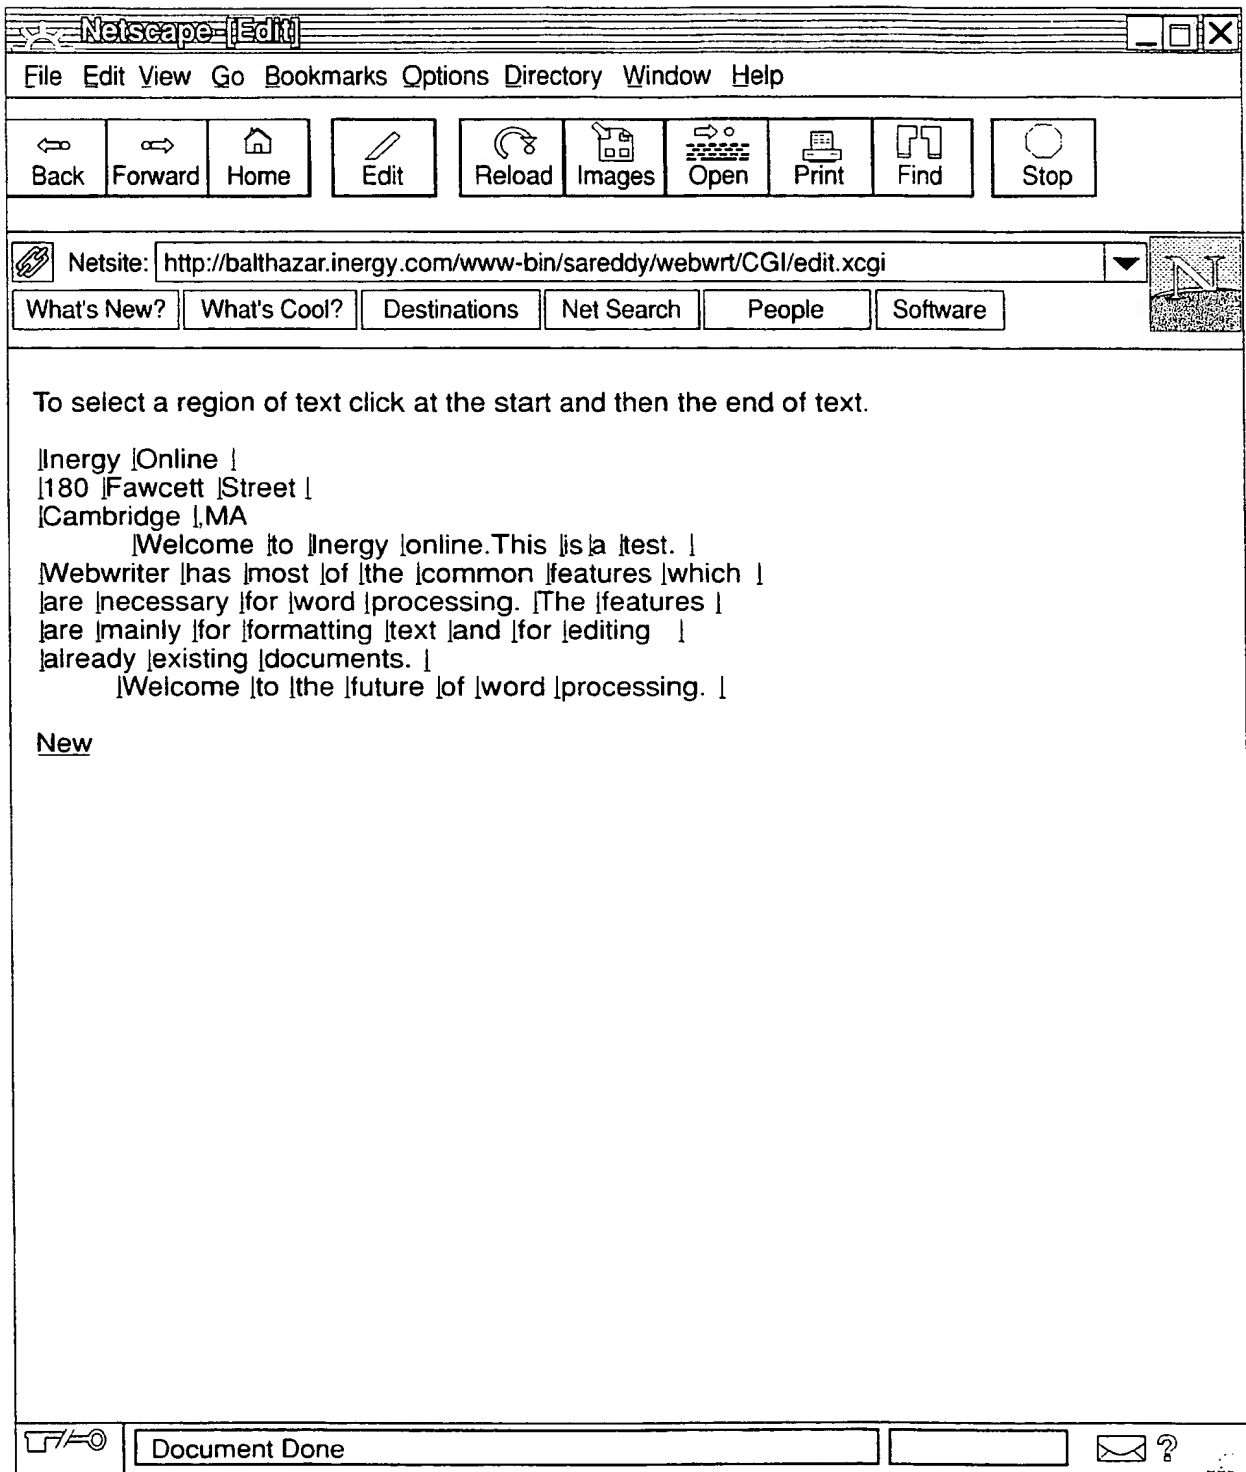 Netscape-[Edit]
File Edit View Go Bookmarks Options Directory Window Help
Back Forward Home Edit Reload Images Open Print Find Stop
Netsite: http://balthazar.inergy.com/www-bin/sareddy/webwrt/CGI/edit.xcgi
N
What's New? What's Cool? Destinations Net Search People Software
To select a region of text click at the start and then the end of text.
|Inergy |Online |
|180 |Fawcett |Street |
|Cambridge |,MA
|Welcome |to |Inergy |online.This |is |a |test. |
|Webwriter |has |most |of |the |common |features |which |
|are |necessary |for |word |processing. |The |features |
|are |mainly |for |formatting |text |and |for |editing |
|already |existing |documents. |
|Welcome |to |the |future |of |word |processing. |
New
Document Done
?